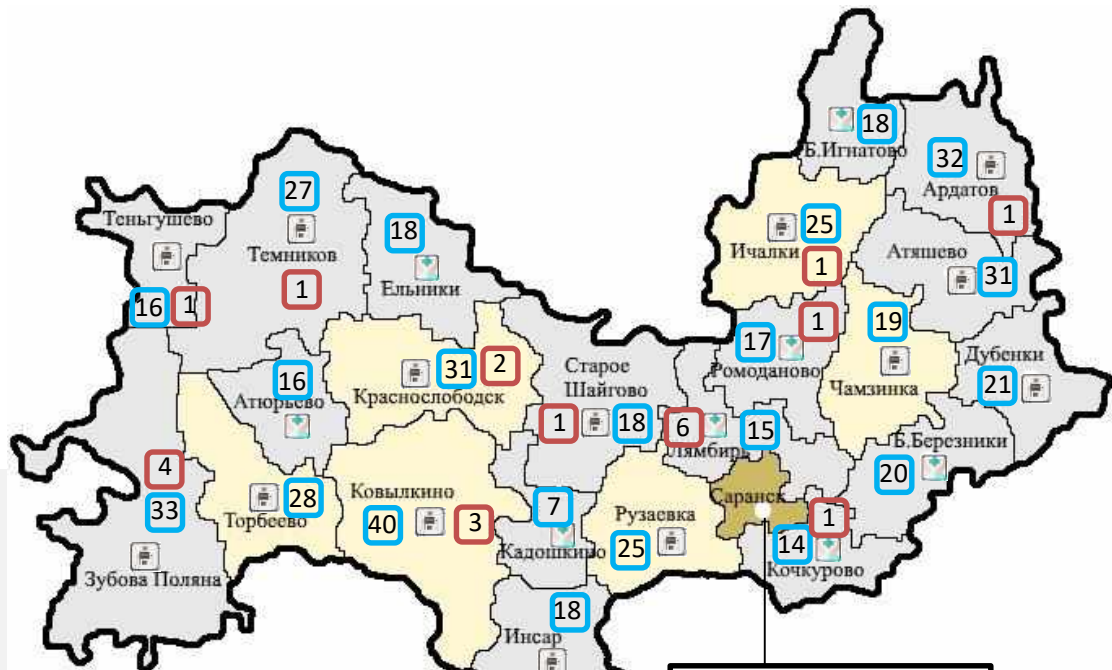 18
Б.Игнатово
32
Ардатов
1
27
Теньгушево
Темников
1
16
1
18
Ельники
25
Ичалки
1
Атяшево
31
17
1
Ромоданово
19
Чамзинка
Дубенки
21
16
Атюрьево
31
2
Краснослободск
Старое
Шайгово
1
18
6
Лямбирь
15
Б.Березники
20
4
33
Зубова Поляна
28
Торбеево
Ковылкино
40
3
7
Кадошкино
Рузаевка
25
Саранск
1
14
Кочкурово
18
Инсар